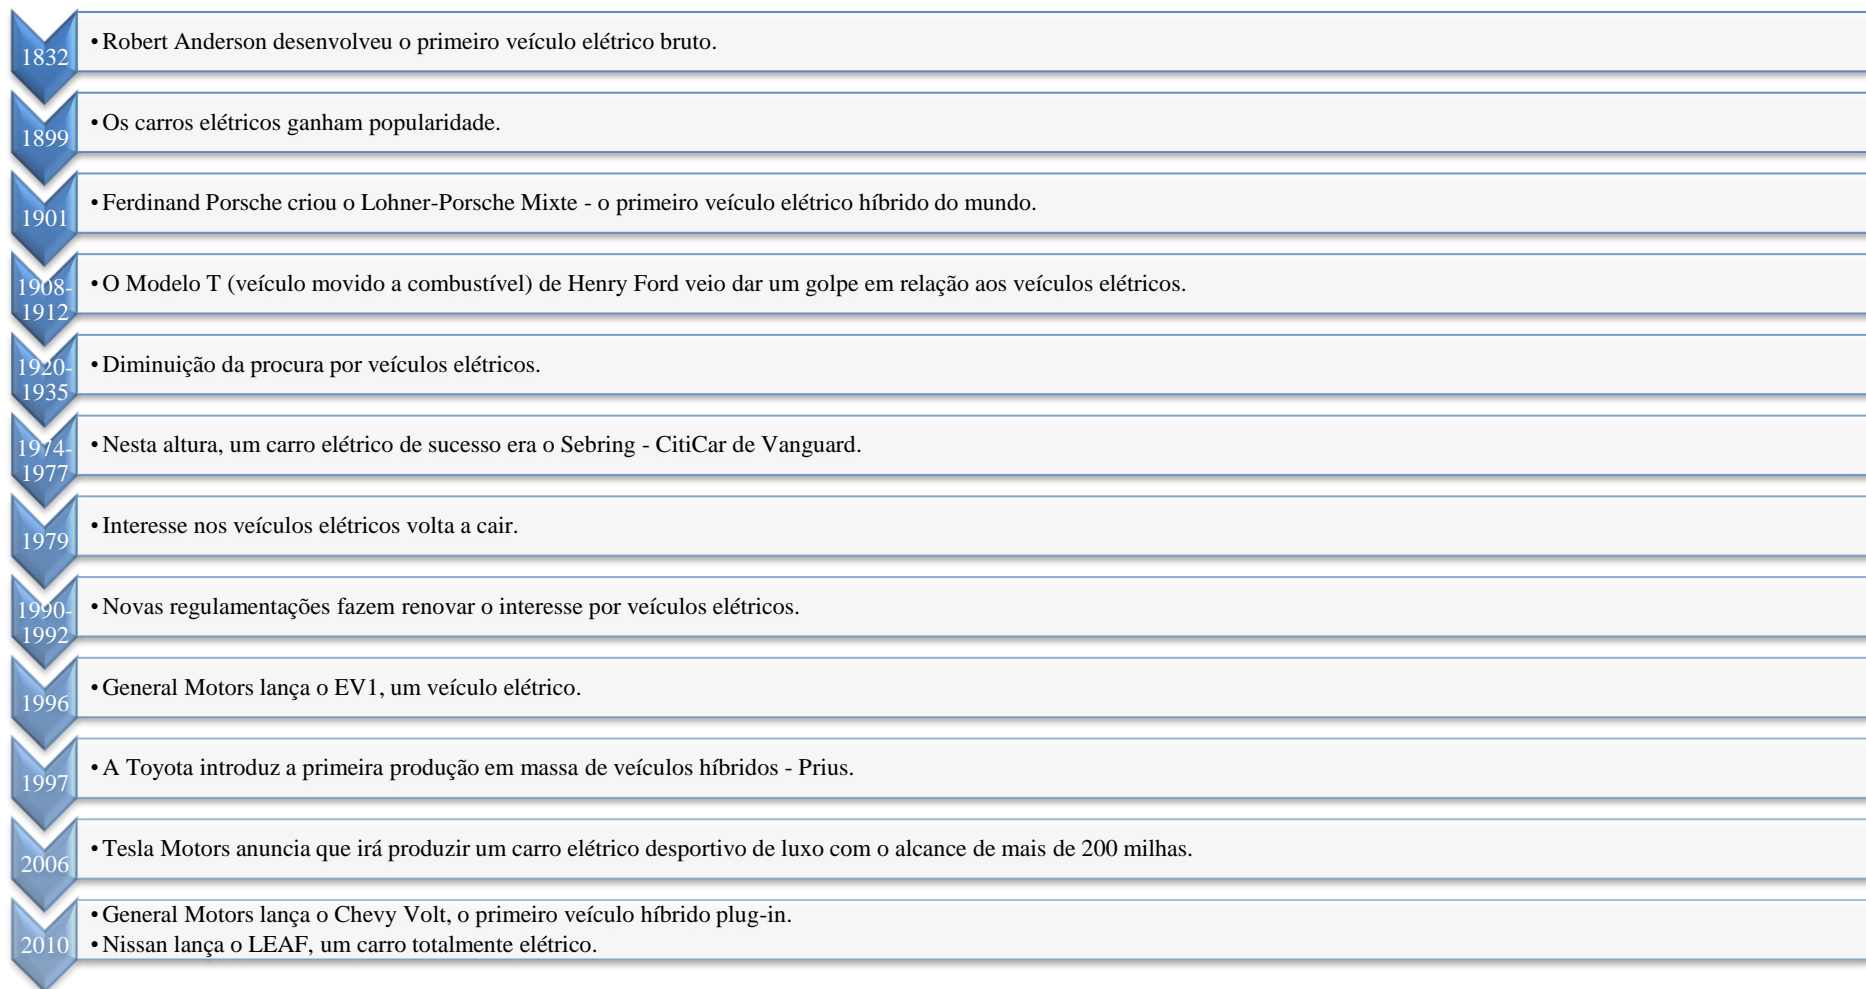 1832
• Robert Anderson desenvolveu o primeiro veículo elétrico bruto.
1899
• Os carros elétricos ganham popularidade.
1901
• Ferdinand Porsche criou o Lohner-Porsche Mixte - o primeiro veículo elétrico híbrido do mundo.
1908-
1912
• O Modelo T (veículo movido a combustível) de Henry Ford veio dar um golpe em relação aos veículos elétricos.
1920-
1935
• Diminuição da procura por veículos elétricos.
1974-
1977
• Nesta altura, um carro elétrico de sucesso era o Sebring - CitiCar de Vanguard.
1979
• Interesse nos veículos elétricos volta a cair.
1990-
1992
• Novas regulamentações fazem renovar o interesse por veículos elétricos.
1996
• General Motors lança o EV1, um veículo elétrico.
1997
• A Toyota introduz a primeira produção em massa de veículos híbridos - Prius.
2006
• Tesla Motors anuncia que irá produzir um carro elétrico desportivo de luxo com o alcance de mais de 200 milhas.
2010
• General Motors lança o Chevy Volt, o primeiro veículo híbrido plug-in.
• Nissan lança o LEAF, um carro totalmente elétrico.